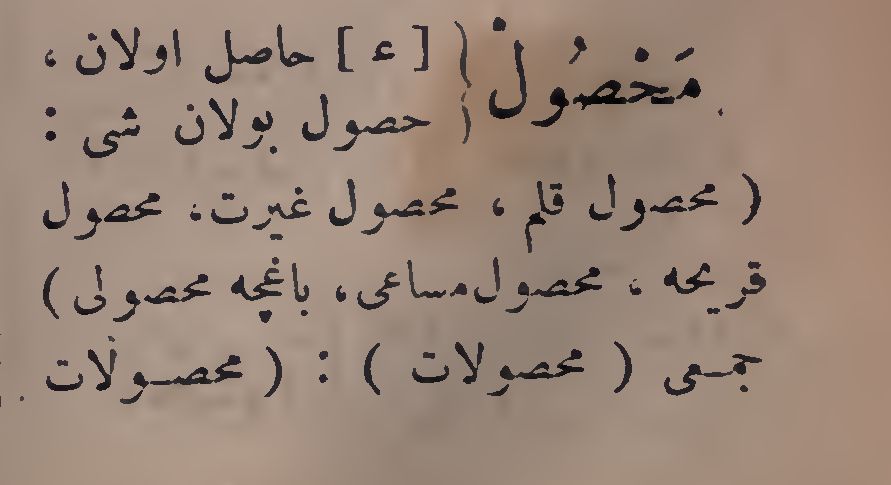 مَحْصُولْ } [ ء ] حاصل اولان ،
حصول بولان شی :
( محصول قلم ، محصول غیرت ، محصول
قریحه ، محصول مساعی ، باغچه محصولی )
جمعی ( محصولات ) : ( محصولات